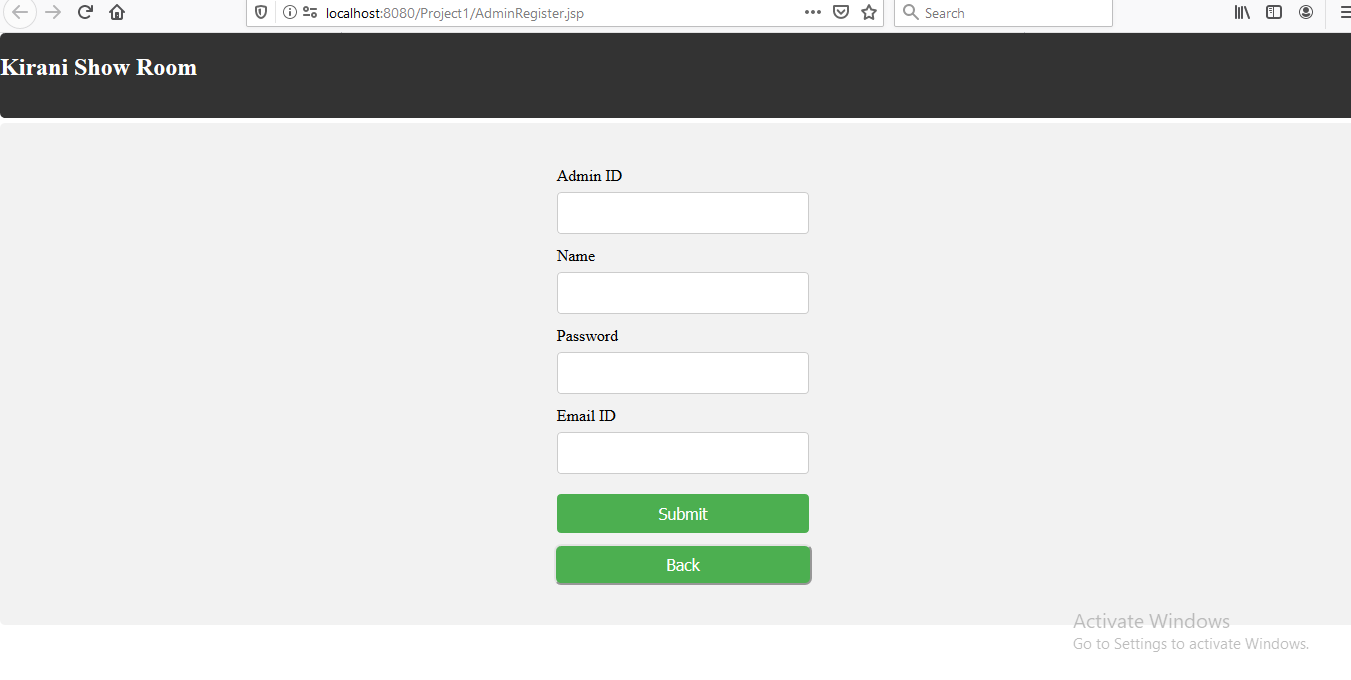 localhost:8080/Project1/AdminRegister.jsp
Search
Kirani Show Room
Admin ID
Name
Password
Email ID
Submit
Back
Activate Windows
Go to Settings to activate Windows.